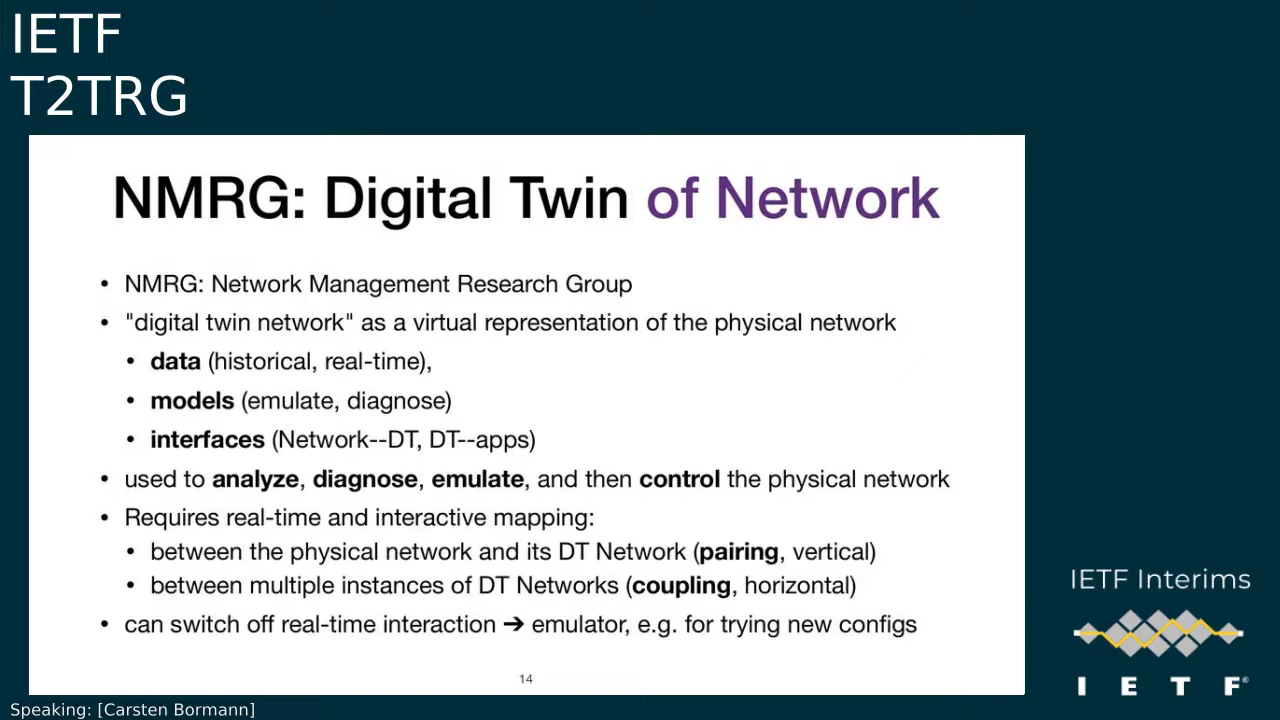 IETF
T2TRG
NMRG: Digital Twin of Network
• NMRG: Network Management Research Group
• "digital twin network" as a virtual representation of the physical network
• data (historical, real-time),
• models (emulate, diagnose)
• interfaces (Network--DT, DT--apps)
• used to analyze, diagnose, emulate, and then control the physical network
• Requires real-time and interactive mapping:
• between the physical network and its DT Network (pairing, vertical)
• between multiple instances of DT Networks (coupling, horizontal)
• can switch off real-time interaction ➔ emulator, e.g. for trying new configs
14
IETF Interims
I E T F®
Speaking: [Carsten Bormann]